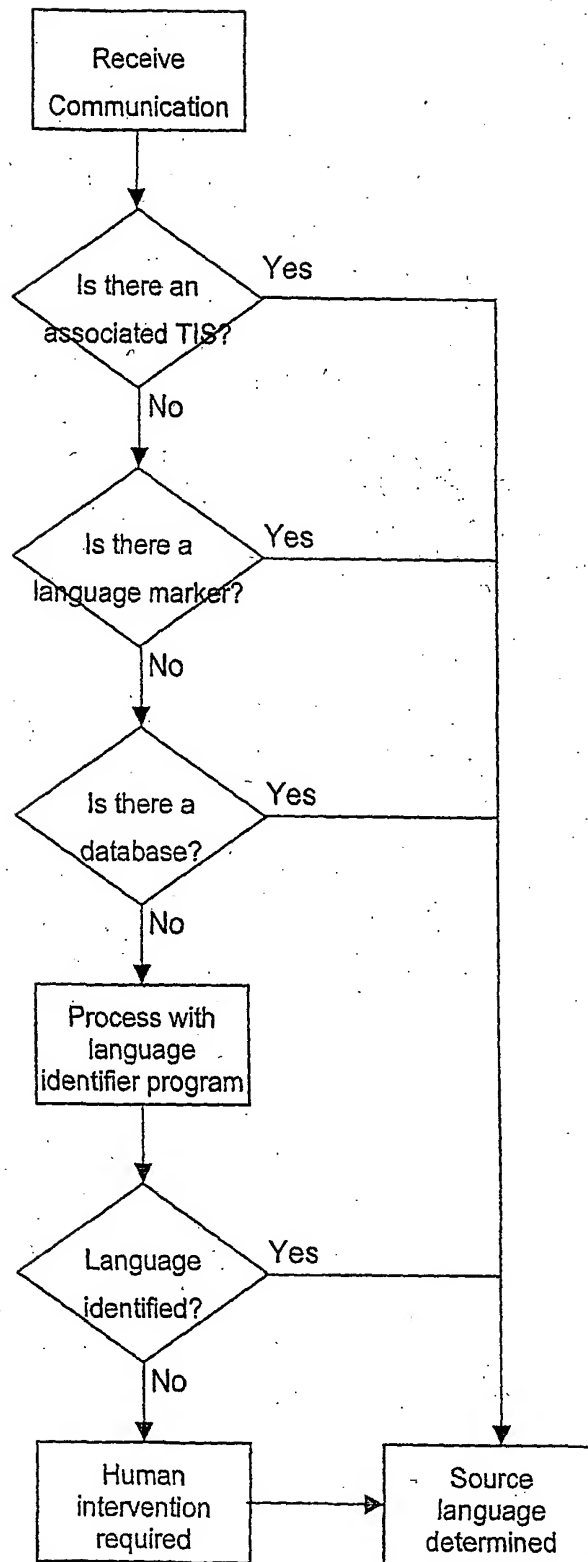 Receive
Communication
Is there an
associated TIS?
Yes
No
Is there a
language marker?
Yes
No
Is there a
database?
Yes
No
Process with
language
identifier program
Language
identified?
Yes
No
Human
intervention
required
Source
language
determined